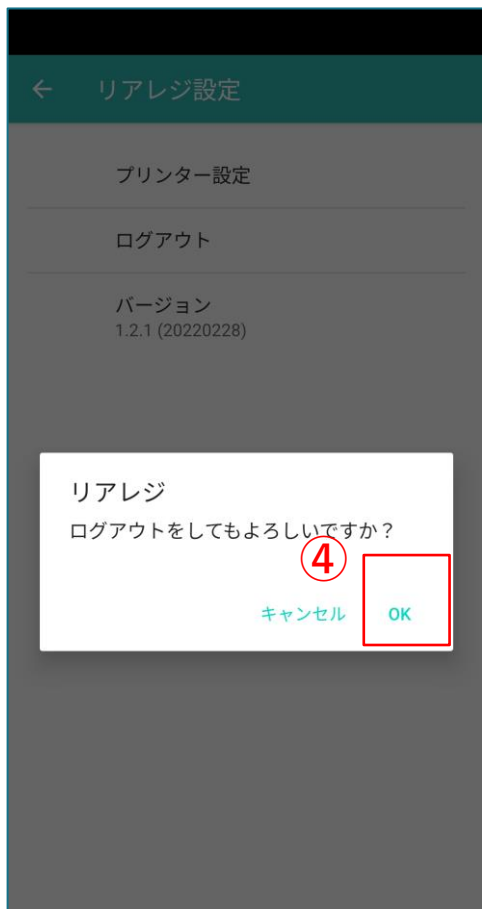 ← リアレジ設定
プリンター設定
ログアウト
バージョン
1.2.1 (20220228)
リアレジ
ログアウトをしてもよろしいですか？
④
キャンセル OK